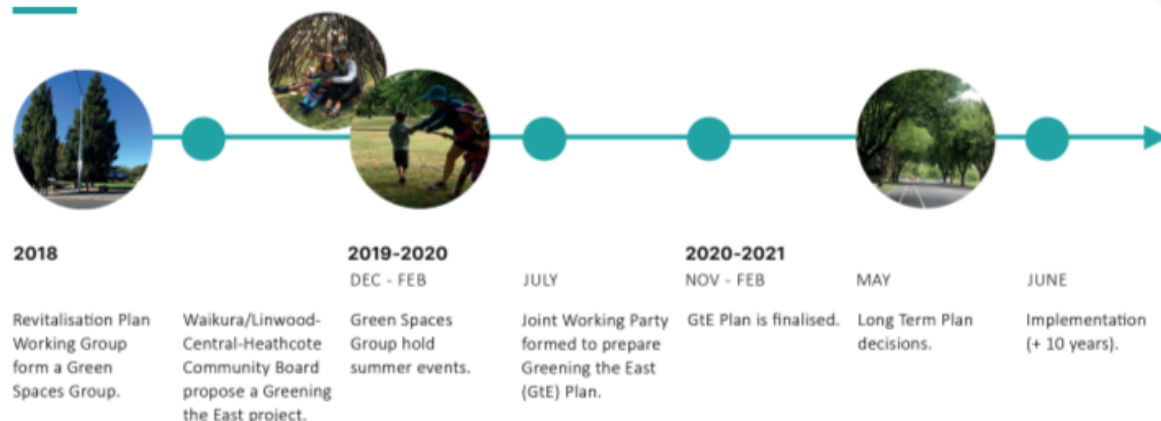 2018
Revitalisation Plan
Working Group
form a Green
Spaces Group.
Waikura/Linwood-
Central-Heathcote
Community Board
propose a Greening
the East project.
2019-2020
DEC - FEB
Green Spaces
Group hold
summer events.
JULY
Joint Working Party
formed to prepare
Greening the East
(GtE) Plan.
2020-2021
NOV - FEB
GtE Plan is finalised.
MAY
Long Term Plan
decisions.
JUNE
Implementation
(+ 10 years).